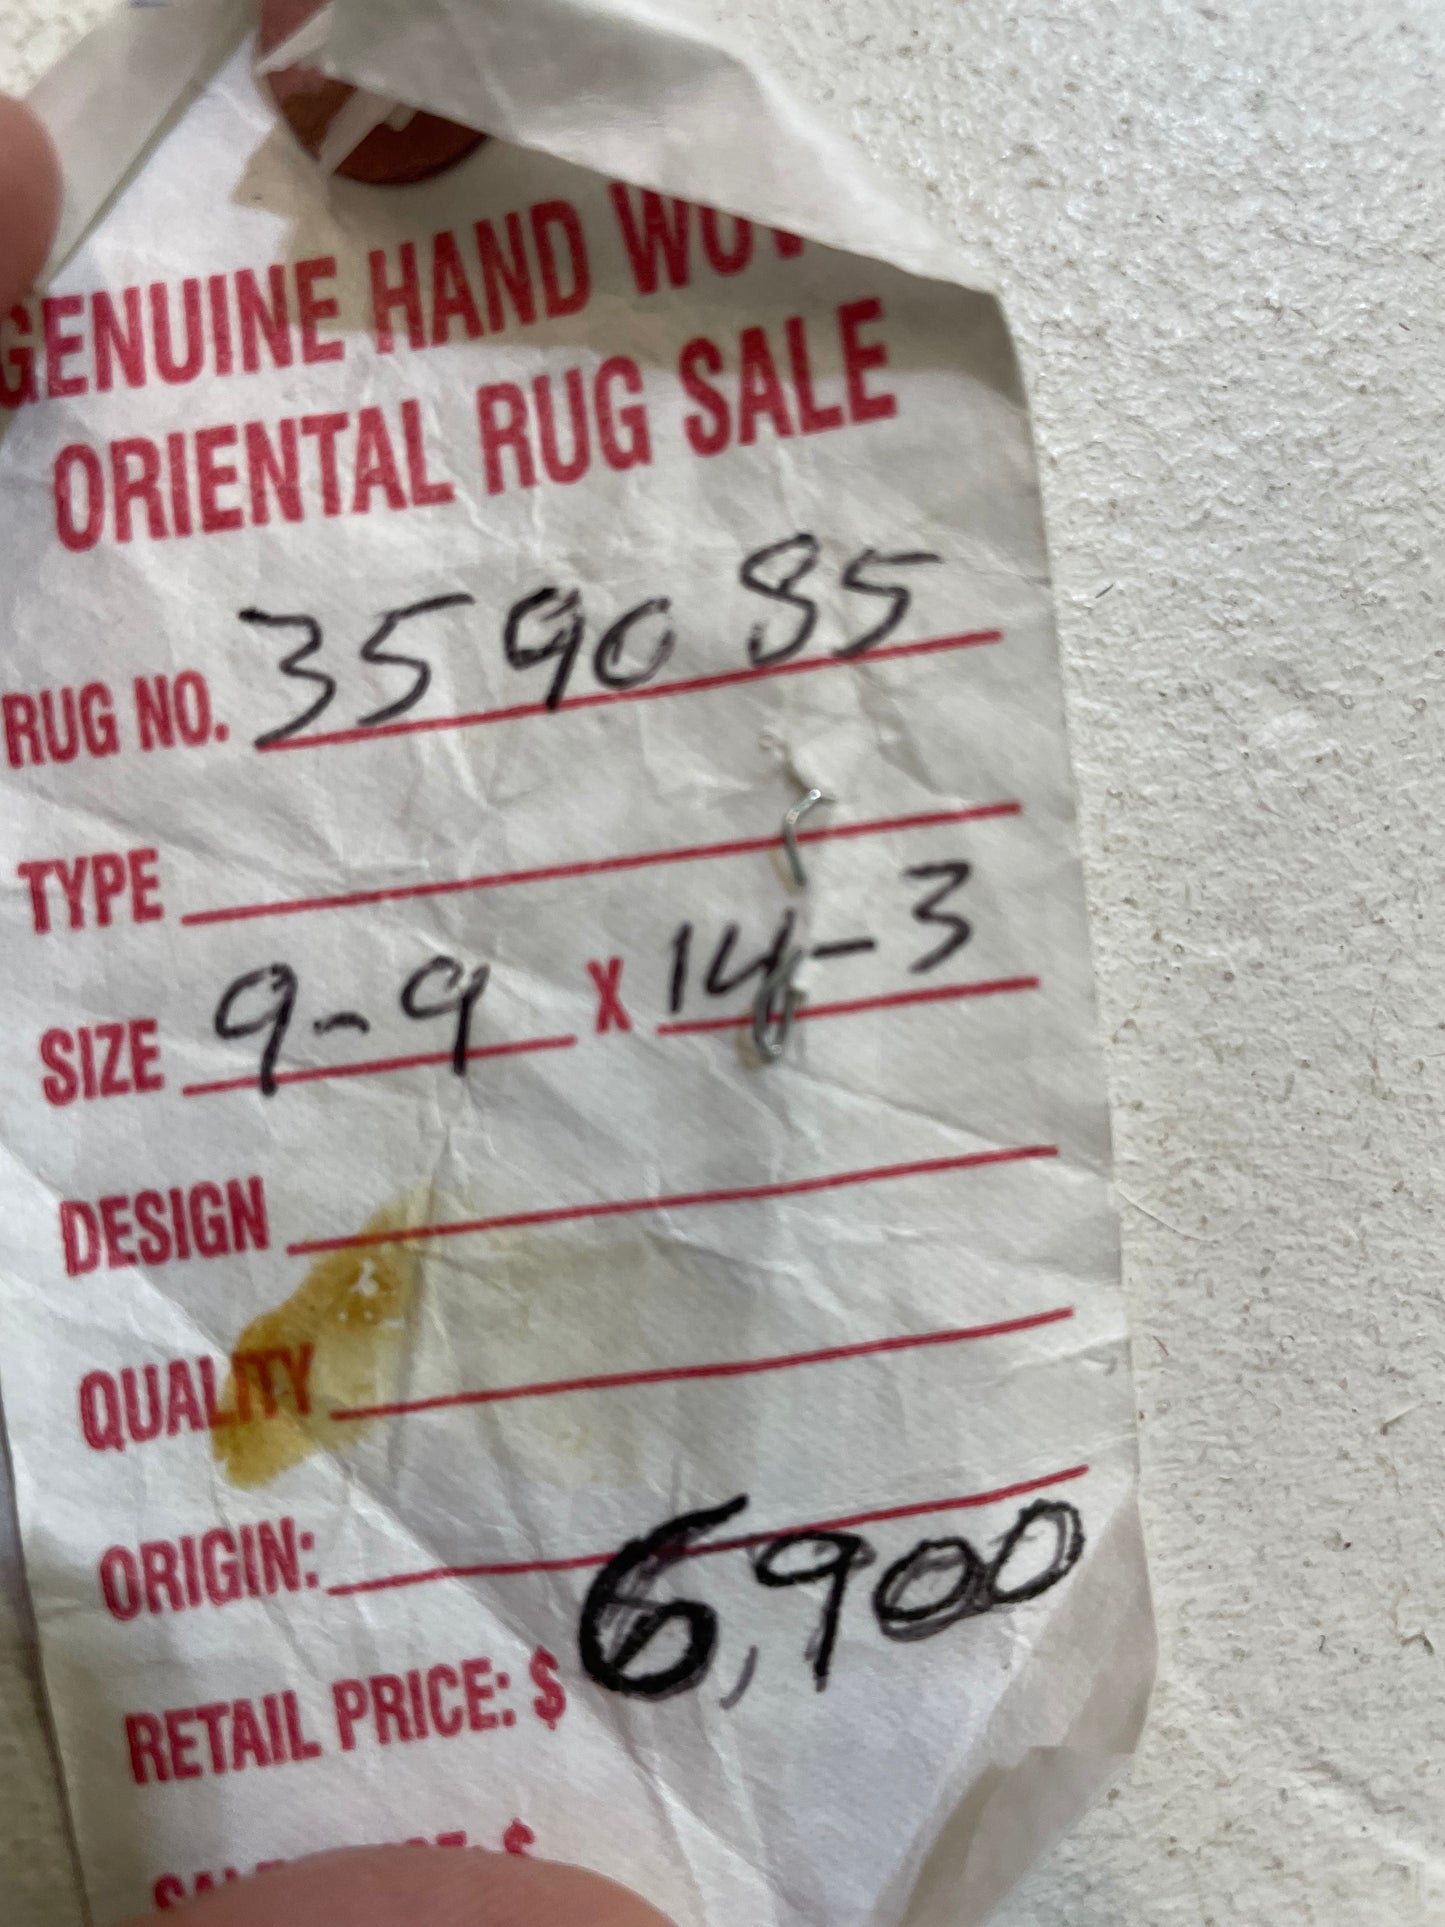 GENUINE HAND
ORIENTAL RUG SALE
RUG NO. 359085
TYPE
SIZE 9-9 X 14-3
DESIGN
QUALITY
ORIGIN:
RETAIL PRICE: $ 6,900
$